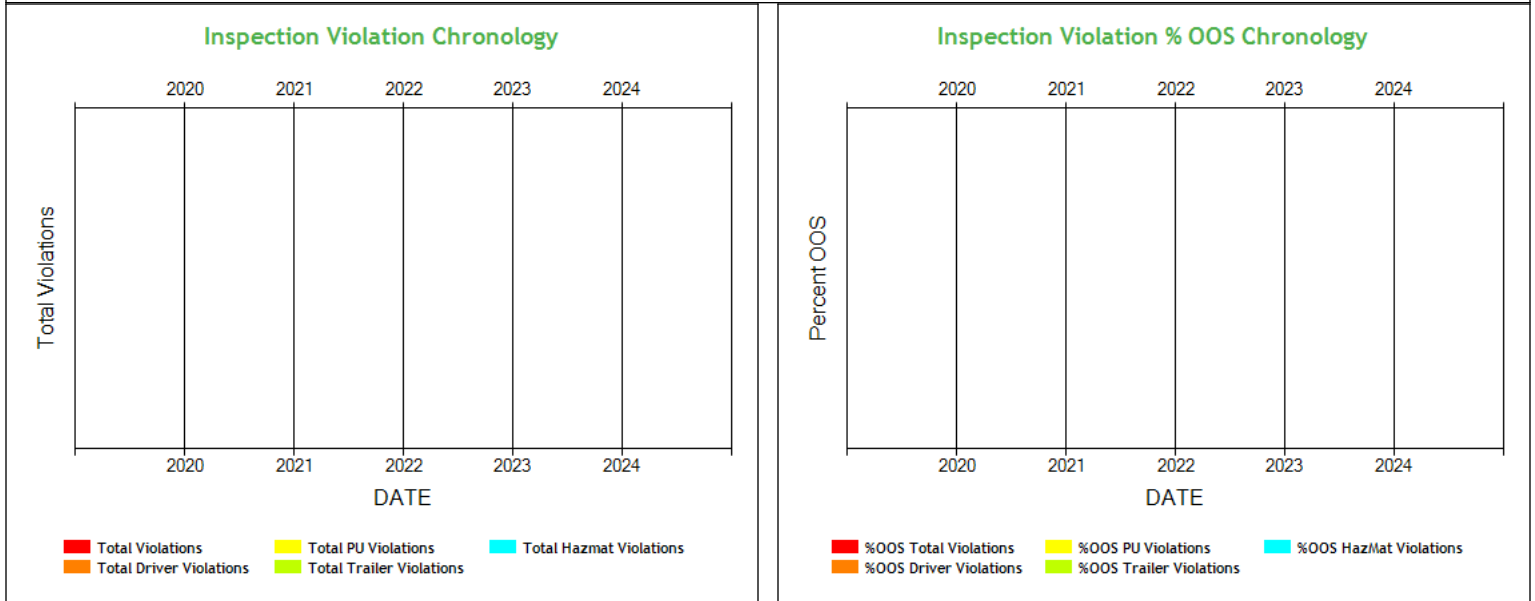 Inspection Violation Chronology
2020 2021 2022 2023 2024
Total Violations
2020 2021 2022 2023 2024
DATE
Total Violations Total PU Violations Total Hazmat Violations
Total Driver Violations Total Trailer Violations
Inspection Violation % OOS Chronology
2020 2021 2022 2023 2024
Percent OOS
2020 2021 2022 2023 2024
DATE
%OOS Total Violations %OOS PU Violations %OOS HazMat Violations
%OOS Driver Violations %OOS Trailer Violations